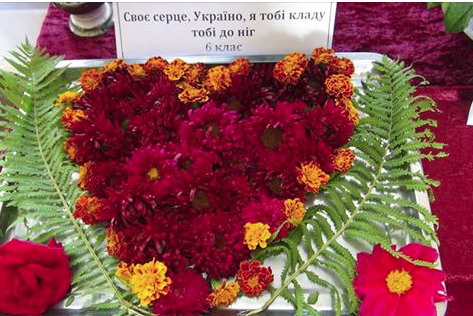 Своє серце, Україно, я тобі кладу
тобі до ніг
6 клас